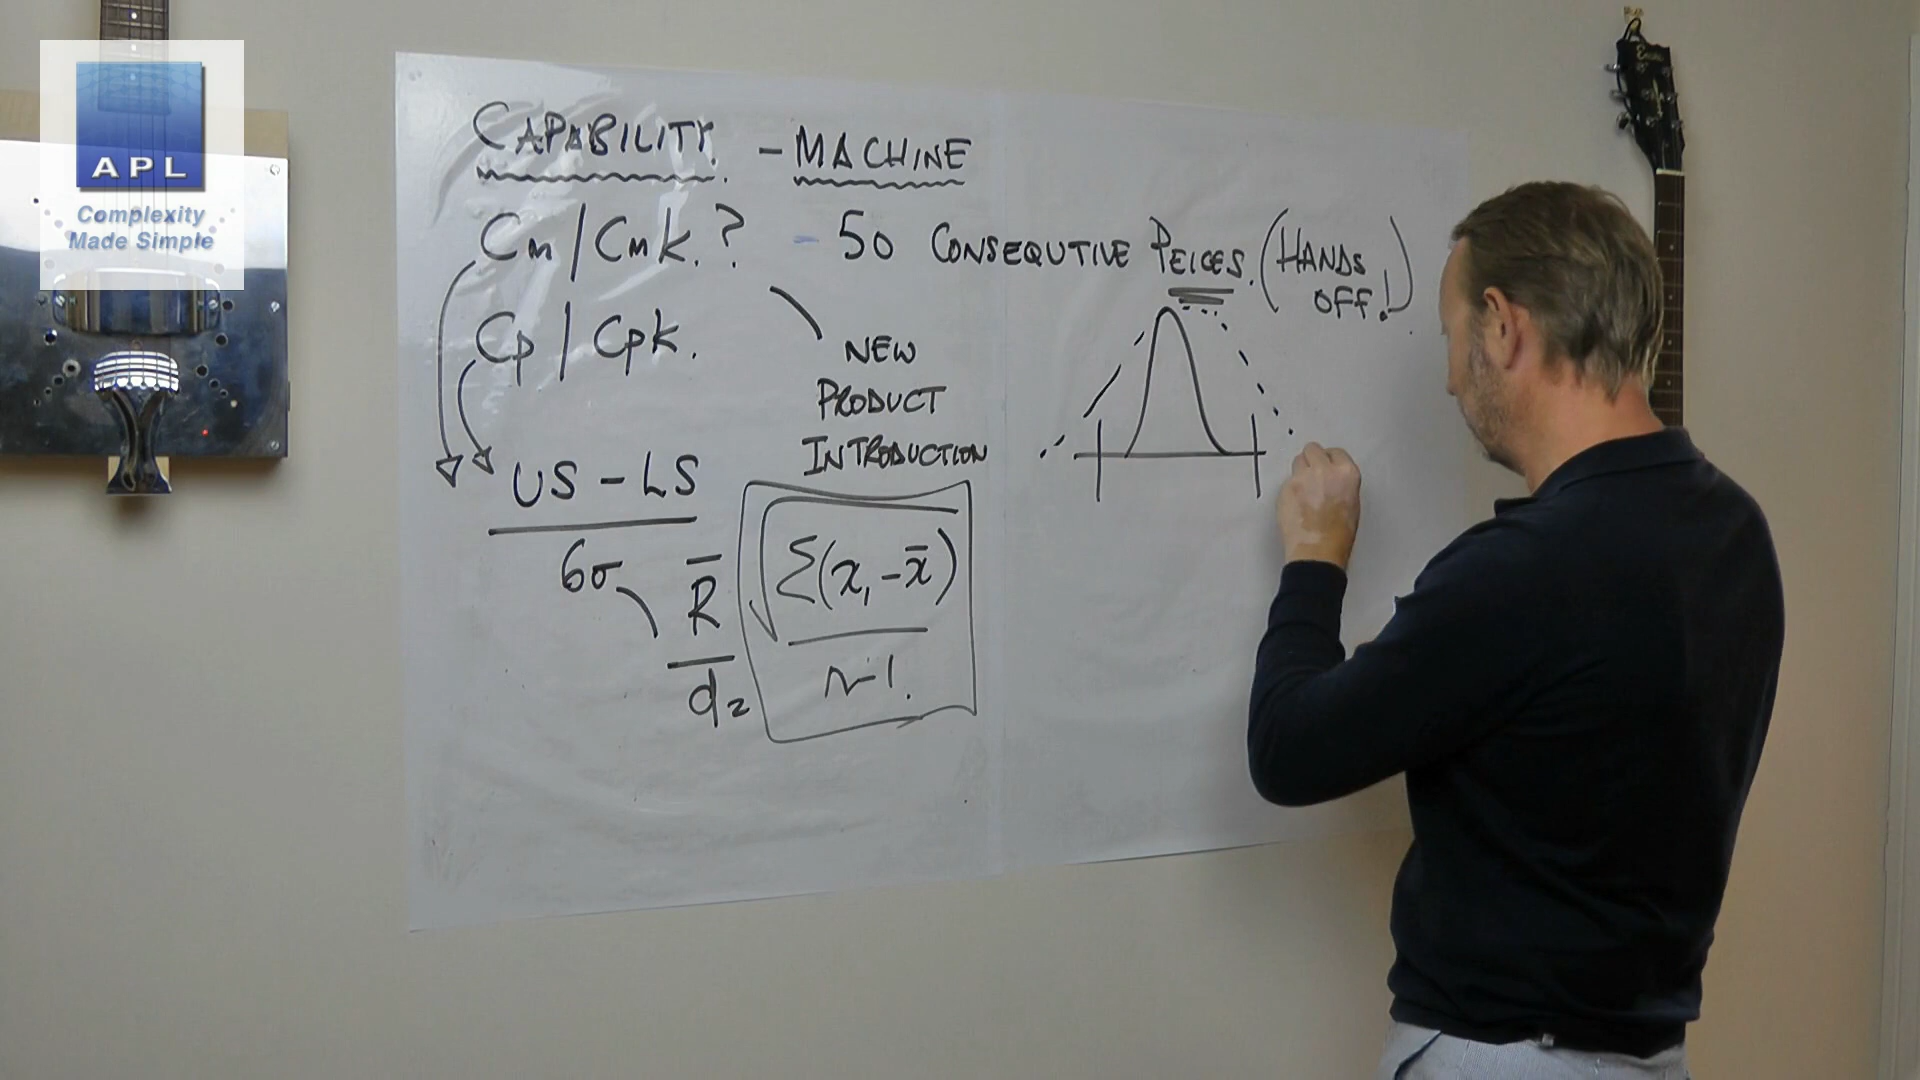 APL
Complexity
Made Simple
CAPABILITY. - MACHINE
Cm / Cmk. ? - 50 CONSEQUTIVE PEICES. (HANDS
OFF!)
Cp / Cpk.
NEW
PRODUCT
INTRODUCTION
US - LS
6σ
R̄
d2
√Σ(x, - x̄)
n-1.